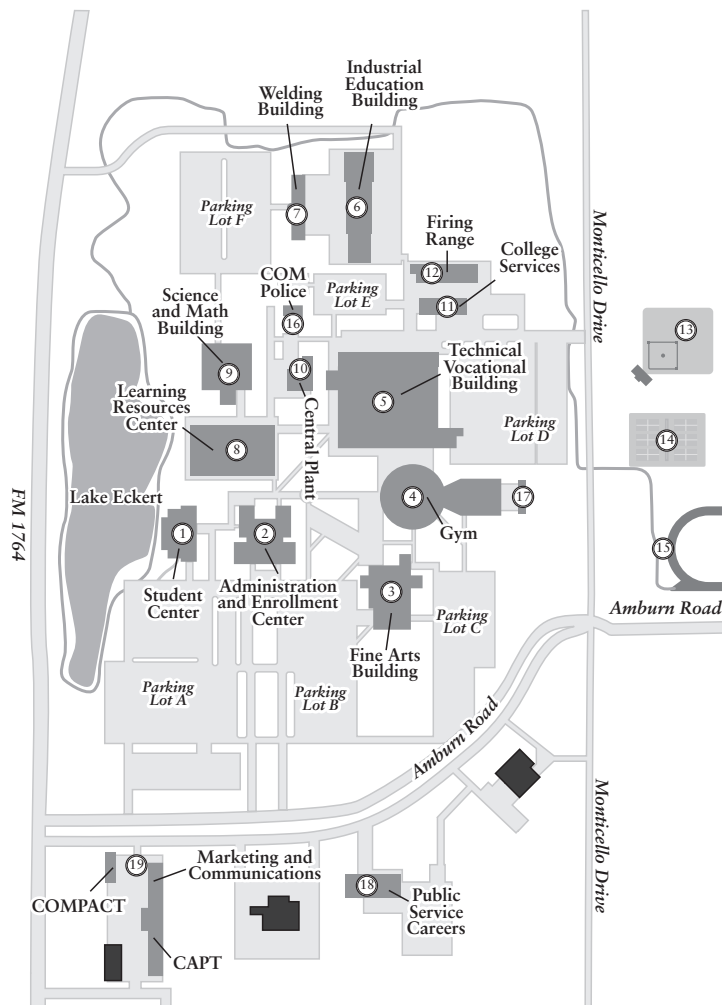 Industrial
Education
Building
Welding
Building
Parking
Lot F
7
6
Firing
Range
College
Services
12
11
COM
Police
Parking
Lot E
16
Science
and Math
Building
9
10
Technical
Vocational
Building
5
Monticello Drive
13
Learning
Resources
Center
8
Central Plant
Parking
Lot D
14
Lake Eckert
FM 1764
4
17
Gym
1
2
15
Student
Center
Administration
and Enrollment
Center
3
Parking
Lot C
Amburn Road
Fine Arts
Building
Parking
Lot A
Parking
Lot B
Amburn Road
Monticello Drive
19
Marketing and
Communications
COMPACT
CAPT
18
Public
Service
Careers